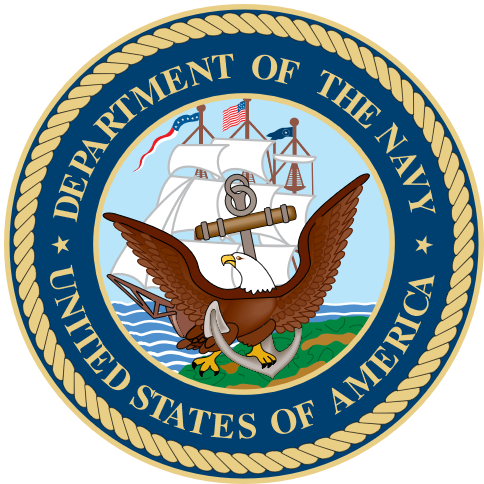 DEPARTMENT OF THE NAVY
UNITED STATES OF AMERICA